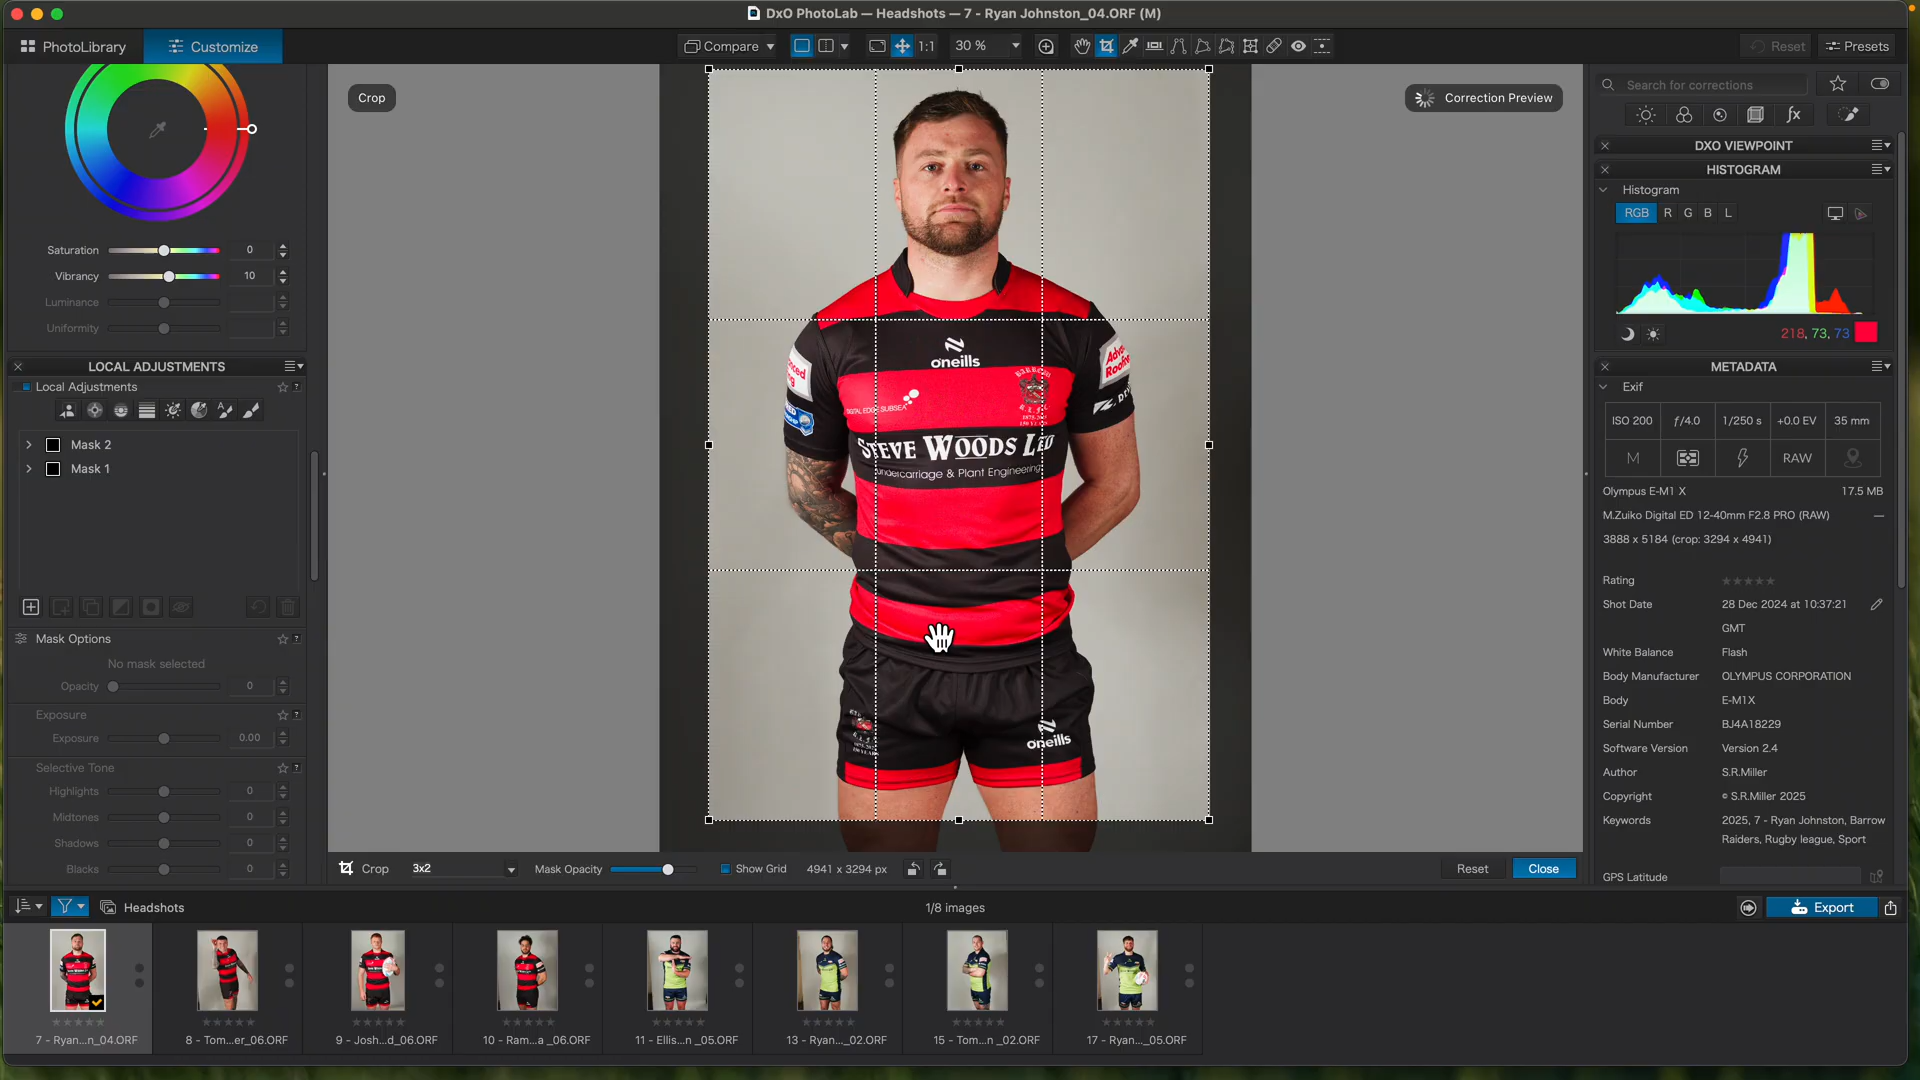 DxO PhotoLab — Headshots — 7 - Ryan Johnston_04.ORF (M)
PhotoLibrary
Customize
Compare
1:1
30 %
Reset
Presets
Crop
Correction Preview
Search for corrections
fx
DXO VIEWPOINT
HISTOGRAM
Histogram
RGB R G B L
218, 73, 73
METADATA
Exif
ISO 200 ƒ/4.0 1/250 s +0.0 EV 35 mm
M RAW
Olympus E-M1 X 17.5 MB
M.Zuiko Digital ED 12-40mm F2.8 PRO (RAW) —
3888 x 5184 (crop: 3294 x 4941)
Rating
Shot Date 28 Dec 2024 at 10:37:21
GMT
White Balance Flash
Body Manufacturer OLYMPUS CORPORATION
Body E-M1X
Serial Number BJ4A18229
Software Version Version 2.4
Author S.R.Miller
Copyright © S.R.Miller 2025
Keywords 2025, 7 - Ryan Johnston, Barrow
Raiders, Rugby league, Sport
GPS Latitude
Saturation 0
Vibrancy 10
Luminance
Uniformity
LOCAL ADJUSTMENTS
Local Adjustments
Mask 2
Mask 1
Mask Options
No mask selected
Opacity 0
Exposure
Exposure 0.00
Selective Tone
Highlights 0
Midtones 0
Shadows 0
Blacks 0
oneills
DIGITAL EDGE SUBSEA
STEVE WOODS LTD
Undercarriage & Plant Engineering
oneills
Crop 3x2 Mask Opacity Show Grid 4941 x 3294 px Reset Close
Headshots
1/8 images
Export
7 - Ryan...n_04.ORF
8 - Tom...er_06.ORF
9 - Josh...d_06.ORF
10 - Ram...a _06.ORF
11 - Ellis...n _05.ORF
13 - Ryan..._02.ORF
15 - Tom...n _02.ORF
17 - Ryan..._05.ORF